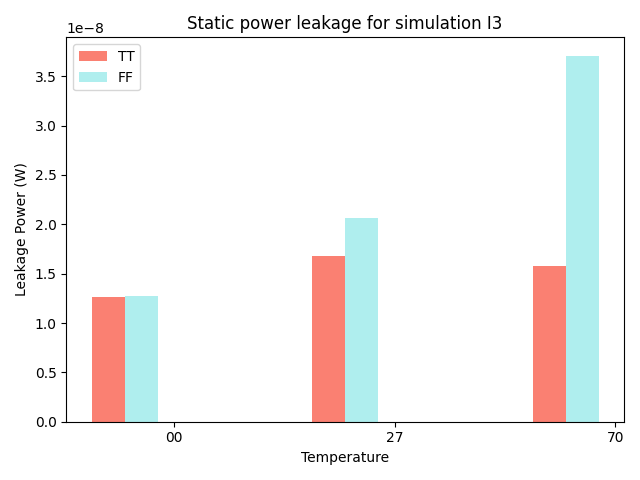 Static power leakage for simulation I3
1e−8
TT
FF
3.5
3.0
2.5
2.0
1.5
1.0
0.5
0.0
Leakage Power (W)
00
27
70
Temperature